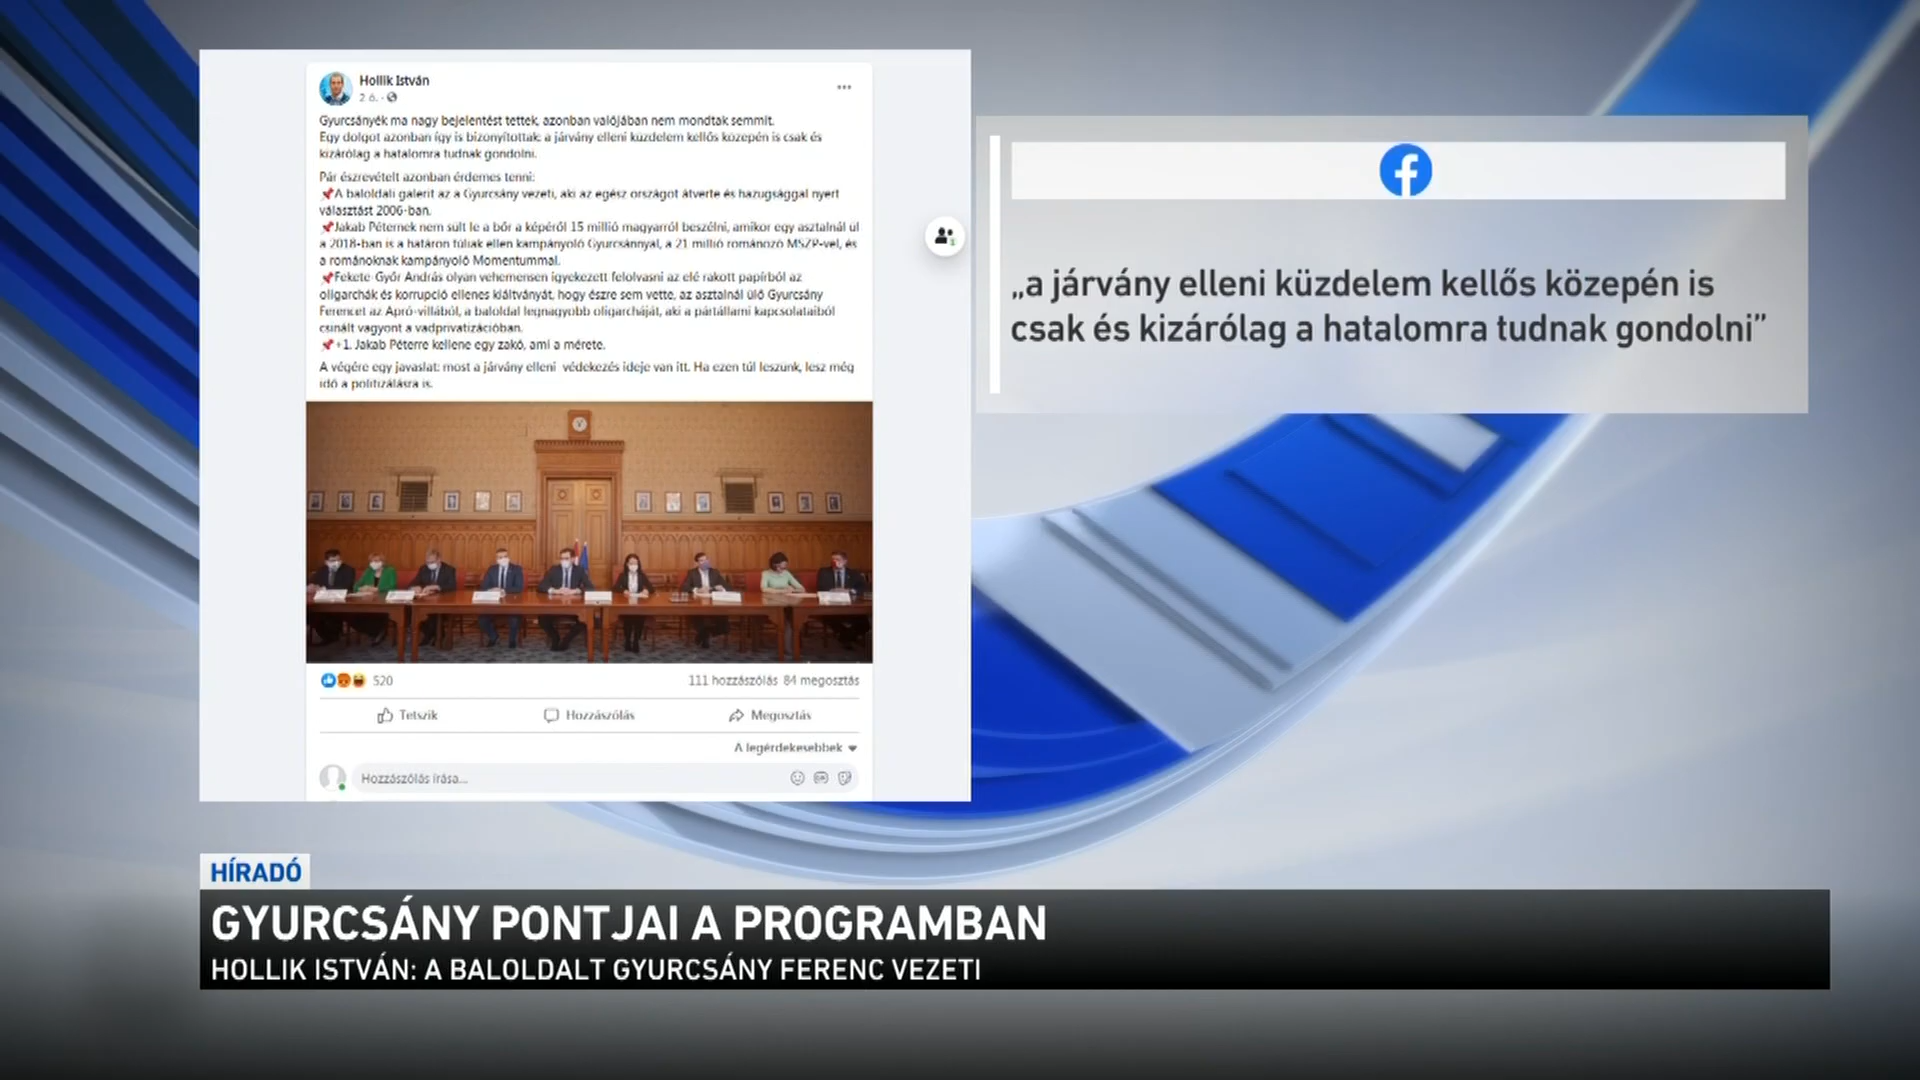 Hollik István
2 ó. ·
Gyurcsányék ma nagy bejelentést tettek, azonban valójában nem mondtak semmit.
Egy dolgot azonban így is bizonyítottak: a járvány elleni küzdelem kellős közepén is csak és
kizárólag a hatalomra tudnak gondolni.
Pár észrevételt azonban érdemes tenni:
A baloldali galerit az a Gyurcsány vezeti, aki az egész országot átverte és hazugsággal nyert
választást 2006-ban.
Jakab Péternek nem sült le a bőr a képéről 15 millió magyarról beszélni, amikor egy asztalnál ül
a 2018-ban is a határon túliak ellen kampányoló Gyurcsánnyal, a 21 millió románozó MSZP-vel, és
a románoknak kampányoló Momentummal.
Fekete-Győr András olyan vehemensen igyekezett felolvasni az elé rakott papírból az
oligarchák és korrupció ellenes kiáltványát, hogy észre sem vette, az asztalnál ülő Gyurcsány
Ferencet az Apró-villából, a baloldal legnagyobb oligarcháját, aki a pártállami kapcsolataiból
csinált vagyont a vadprivatizációban.
+1. Jakab Péterre kellene egy zakó, ami a mérete.
A végére egy javaslat: most a járvány elleni védekezés ideje van itt. Ha ezen túl leszünk, lesz még
idő a politizálásra is.
520
111 hozzászólás 84 megosztás
Tetszik Hozzászólás Megosztás
A legérdekesebbek
Hozzászólás írása...
„a járvány elleni küzdelem kellős közepén is
csak és kizárólag a hatalomra tudnak gondolni”
HÍRADÓ
GYURCSÁNY PONTJAI A PROGRAMBAN
HOLLIK ISTVÁN: A BALOLDALT GYURCSÁNY FERENC VEZETI